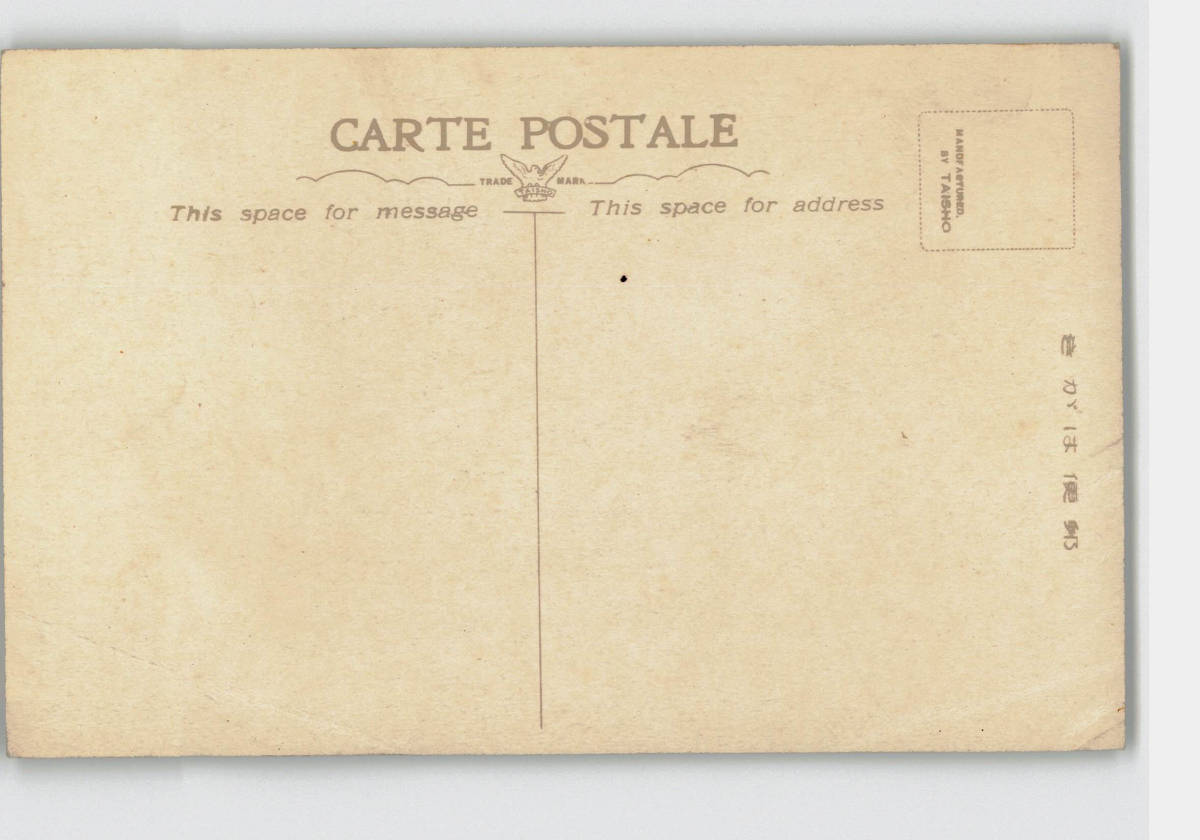 CARTE POSTALE
TRADE MARK
TAISHO
This space for message
This space for address
MANUFACTURED.
BY TAISHO
きがは便郵